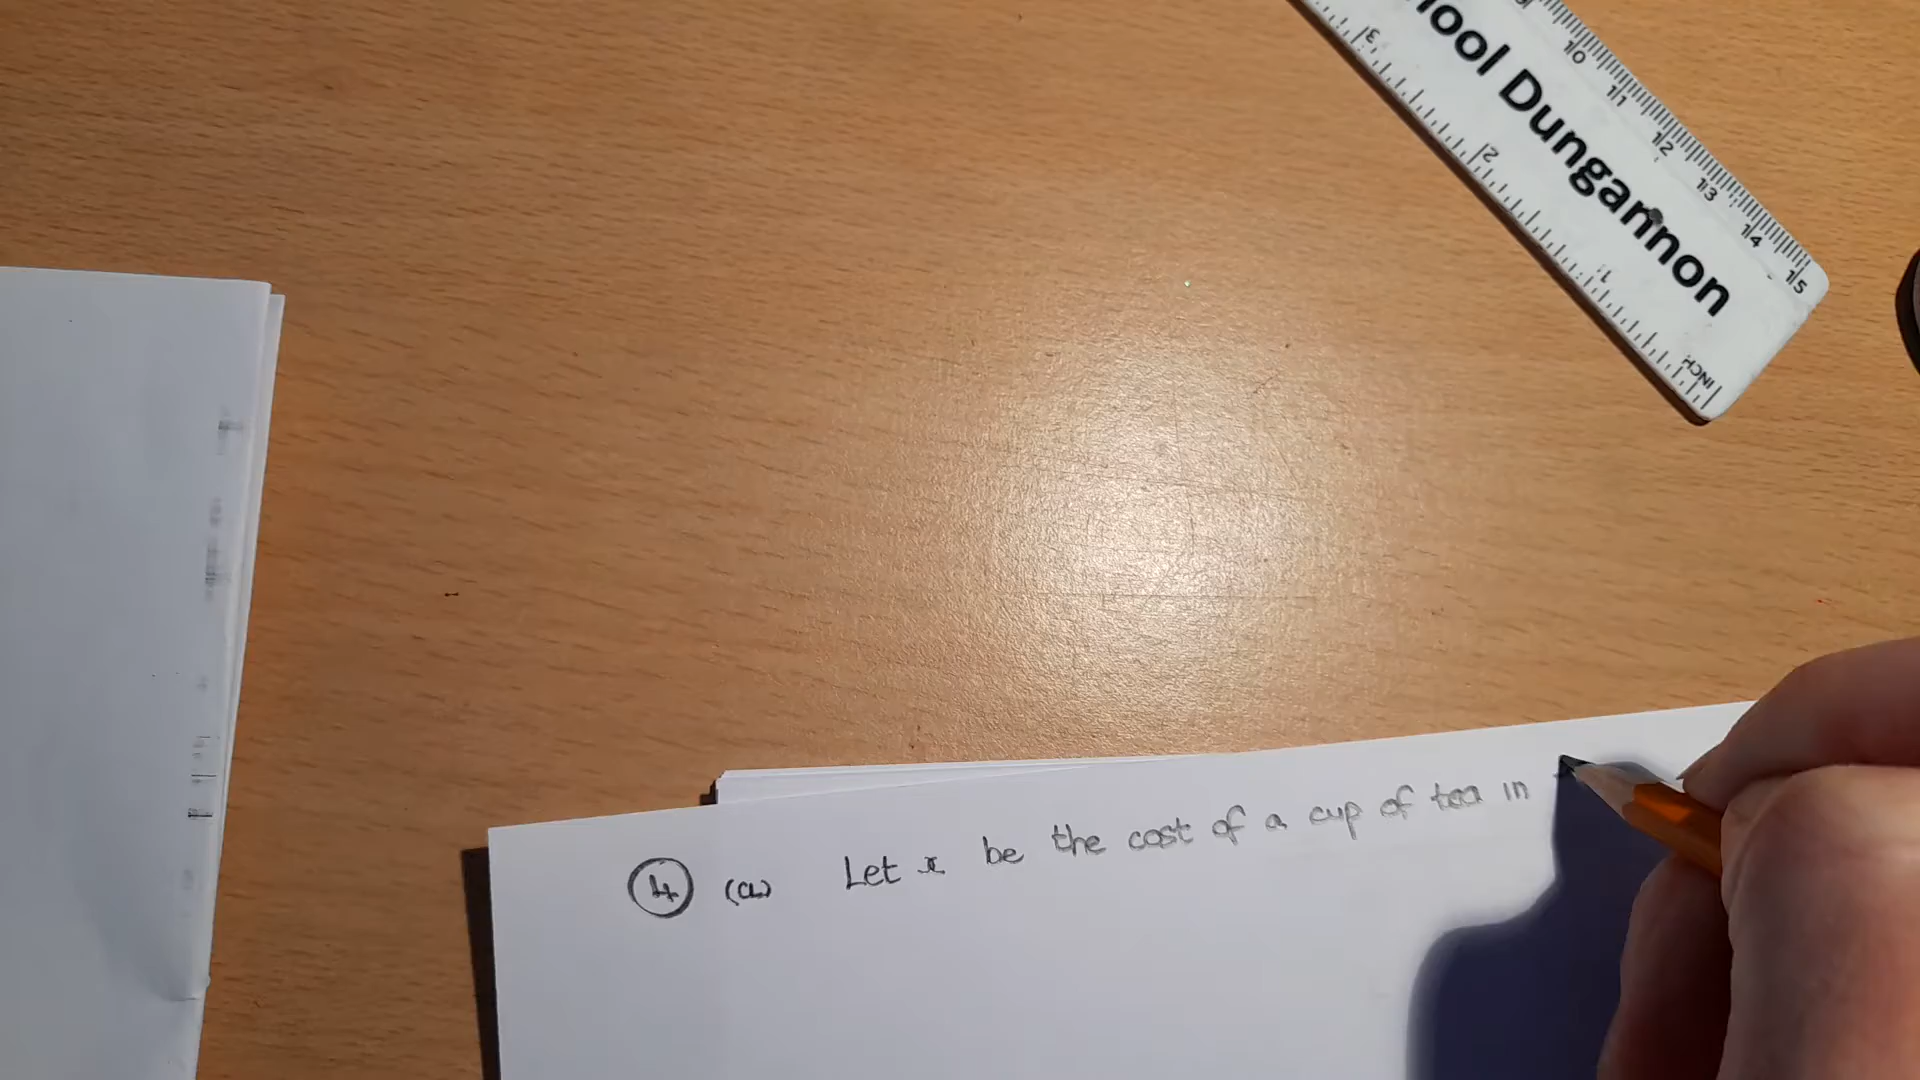 hool Dungannon
10 11 12 13 14 15
3 2 1
INCH
4 (a) Let x be the cost of a cup of tea in